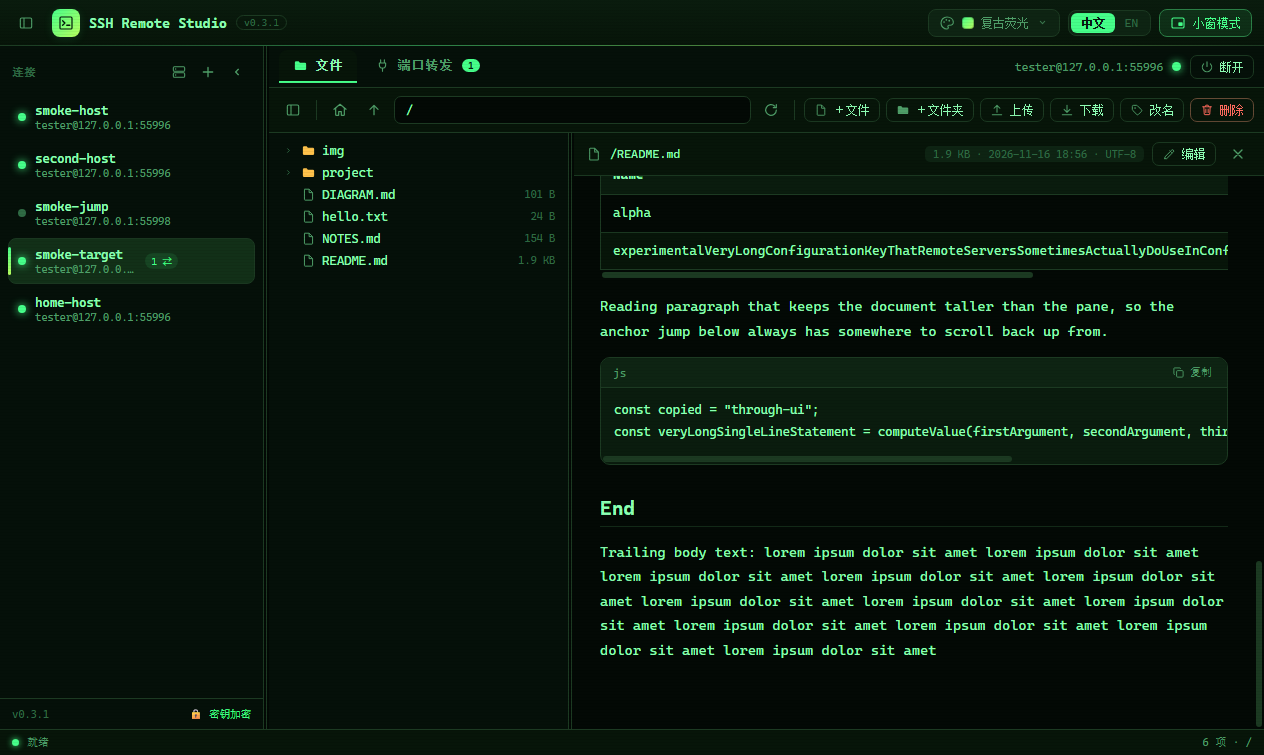 SSH Remote Studio v0.3.1 复古荧光 中文 EN 小窗模式
连接
smoke-host
tester@127.0.0.1:55996
second-host
tester@127.0.0.1:55996
smoke-jump
tester@127.0.0.1:55998
smoke-target
tester@127.0.0.… 1 ⇄
home-host
tester@127.0.0.1:55996
v0.3.1 密钥加密
文件 端口转发 1 tester@127.0.0.1:55996 断开
/ +文件 +文件夹 上传 下载 改名 删除
img
project
DIAGRAM.md 101 B
hello.txt 24 B
NOTES.md 154 B
README.md 1.9 KB
/README.md 1.9 KB · 2026-11-16 18:56 · UTF-8 编辑
Name
alpha
experimentalVeryLongConfigurationKeyThatRemoteServersSometimesActuallyDoUseInConf
Reading paragraph that keeps the document taller than the pane, so the
anchor jump below always has somewhere to scroll back up from.
js 复制
const copied = "through-ui";
const veryLongSingleLineStatement = computeValue(firstArgument, secondArgument, thir
End
Trailing body text: lorem ipsum dolor sit amet lorem ipsum dolor sit amet
lorem ipsum dolor sit amet lorem ipsum dolor sit amet lorem ipsum dolor sit
amet lorem ipsum dolor sit amet lorem ipsum dolor sit amet lorem ipsum dolor
sit amet lorem ipsum dolor sit amet lorem ipsum dolor sit amet lorem ipsum
dolor sit amet lorem ipsum dolor sit amet
就绪 6 项 · /